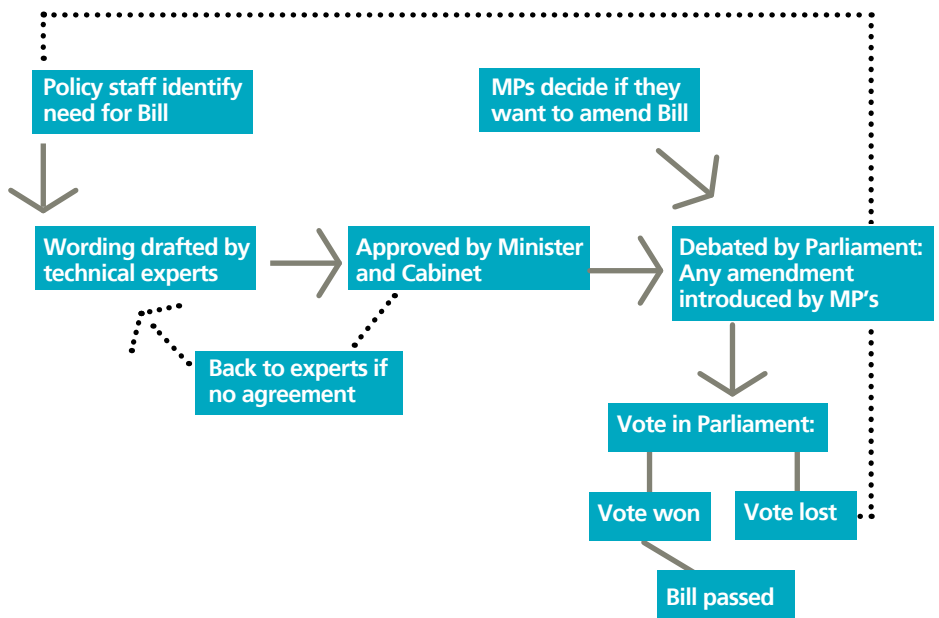 Policy staff identify
need for Bill
MPs decide if they
want to amend Bill
Wording drafted by
technical experts
Approved by Minister
and Cabinet
Debated by Parliament:
Any amendment
introduced by MP's
Back to experts if
no agreement
Vote in Parliament:
Vote won
Vote lost
Bill passed